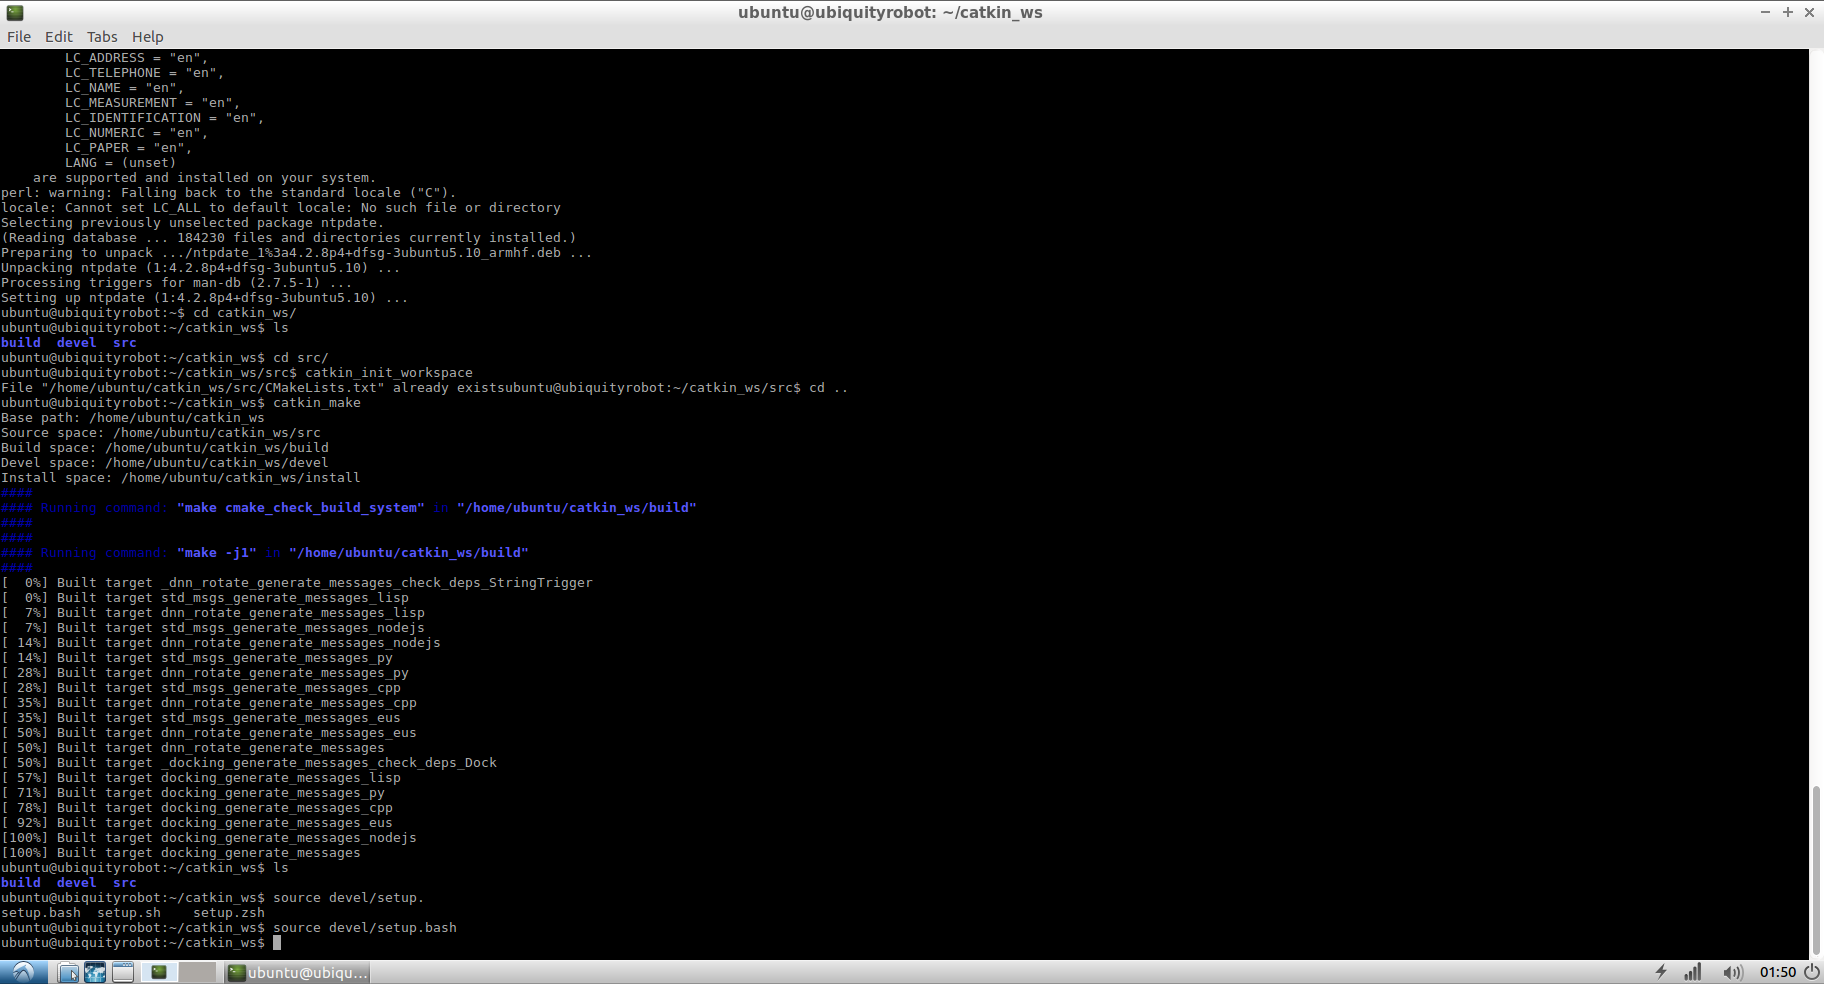 ubuntu@ubiquityrobot: ~/catkin_ws
File Edit Tabs Help
LC_ADDRESS = "en",
LC_TELEPHONE = "en",
LC_NAME = "en",
LC_MEASUREMENT = "en",
LC_IDENTIFICATION = "en",
LC_NUMERIC = "en",
LC_PAPER = "en",
LANG = (unset)
are supported and installed on your system.
perl: warning: Falling back to the standard locale ("C").
locale: Cannot set LC_ALL to default locale: No such file or directory
Selecting previously unselected package ntpdate.
(Reading database ... 184230 files and directories currently installed.)
Preparing to unpack .../ntpdate_1%3a4.2.8p4+dfsg-3ubuntu5.10_armhf.deb ...
Unpacking ntpdate (1:4.2.8p4+dfsg-3ubuntu5.10) ...
Processing triggers for man-db (2.7.5-1) ...
Setting up ntpdate (1:4.2.8p4+dfsg-3ubuntu5.10) ...
ubuntu@ubiquityrobot:~$ cd catkin_ws/
ubuntu@ubiquityrobot:~/catkin_ws$ ls
build  devel  src
ubuntu@ubiquityrobot:~/catkin_ws$ cd src/
ubuntu@ubiquityrobot:~/catkin_ws/src$ catkin_init_workspace
File "/home/ubuntu/catkin_ws/src/CMakeLists.txt" already existsubuntu@ubiquityrobot:~/catkin_ws/src$ cd ..
ubuntu@ubiquityrobot:~/catkin_ws$ catkin_make
Base path: /home/ubuntu/catkin_ws
Source space: /home/ubuntu/catkin_ws/src
Build space: /home/ubuntu/catkin_ws/build
Devel space: /home/ubuntu/catkin_ws/devel
Install space: /home/ubuntu/catkin_ws/install
####
#### Running command: "make cmake_check_build_system" in "/home/ubuntu/catkin_ws/build"
####
####
#### Running command: "make -j1" in "/home/ubuntu/catkin_ws/build"
####
[  0%] Built target _dnn_rotate_generate_messages_check_deps_StringTrigger
[  0%] Built target std_msgs_generate_messages_lisp
[  7%] Built target dnn_rotate_generate_messages_lisp
[  7%] Built target std_msgs_generate_messages_nodejs
[ 14%] Built target dnn_rotate_generate_messages_nodejs
[ 14%] Built target std_msgs_generate_messages_py
[ 28%] Built target dnn_rotate_generate_messages_py
[ 28%] Built target std_msgs_generate_messages_cpp
[ 35%] Built target dnn_rotate_generate_messages_cpp
[ 35%] Built target std_msgs_generate_messages_eus
[ 50%] Built target dnn_rotate_generate_messages_eus
[ 50%] Built target dnn_rotate_generate_messages
[ 50%] Built target _docking_generate_messages_check_deps_Dock
[ 57%] Built target docking_generate_messages_lisp
[ 71%] Built target docking_generate_messages_py
[ 78%] Built target docking_generate_messages_cpp
[ 92%] Built target docking_generate_messages_eus
[100%] Built target docking_generate_messages_nodejs
[100%] Built target docking_generate_messages
ubuntu@ubiquityrobot:~/catkin_ws$ ls
build  devel  src
ubuntu@ubiquityrobot:~/catkin_ws$ source devel/setup.
setup.bash  setup.sh    setup.zsh
ubuntu@ubiquityrobot:~/catkin_ws$ source devel/setup.bash
ubuntu@ubiquityrobot:~/catkin_ws$
ubuntu@ubiqu... 01:50